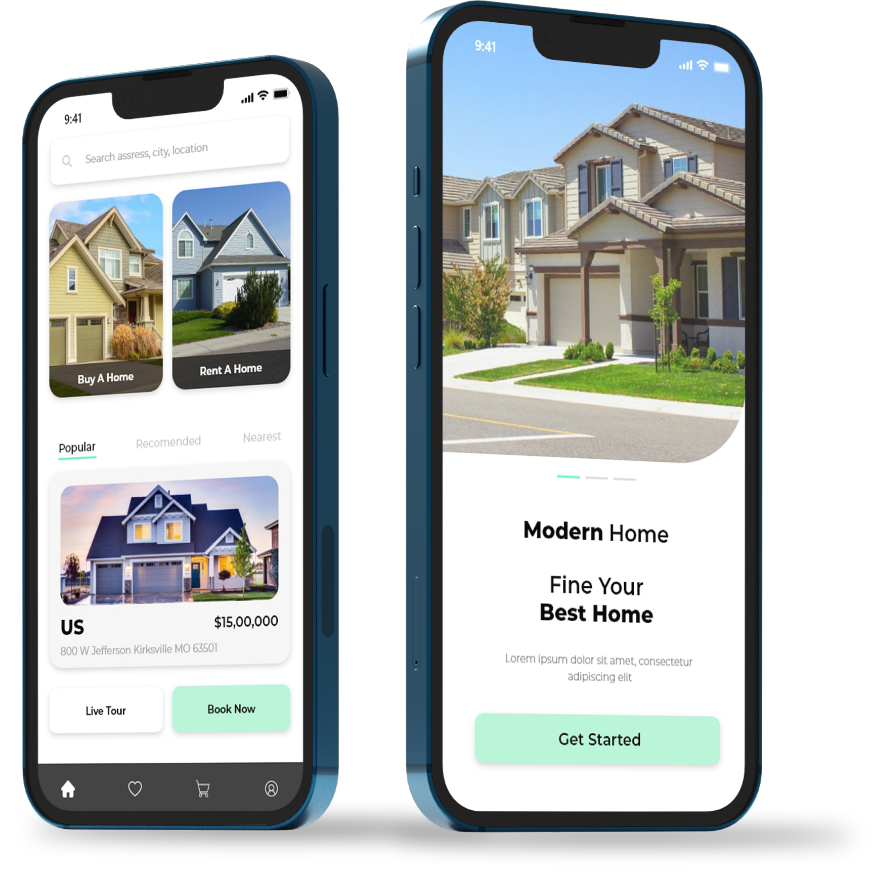 9:41
Search assress, city, location
Buy A Home
Rent A Home
Popular
Recomended
Nearest
US
$15,00,000
800 W Jefferson Kirksville MO 63501
Live Tour
Book Now
9:41
Modern Home
Fine Your
Best Home
Lorem ipsum dolor sit amet, consectetur
adipiscing elit
Get Started